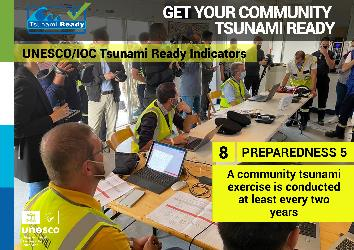 GET YOUR COMMUNITY
TSUNAMI READY
Tsunami Ready
UNESCO/IOC Tsunami Ready Indicators
8 PREPAREDNESS 5
A community tsunami
exercise is conducted
at least every two
years
unesco